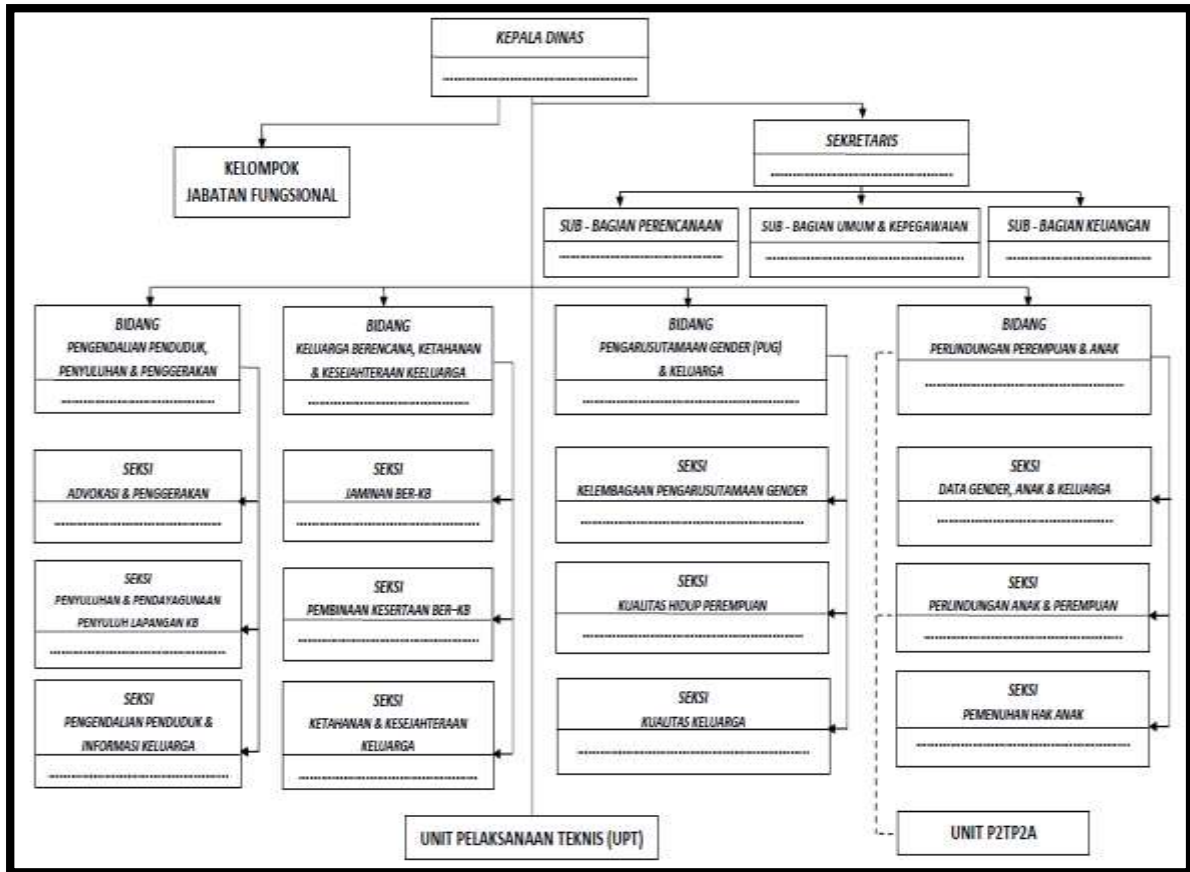 KEPALA DINAS
SEKRETARIS
KELOMPOK
JABATAN FUNGSIONAL
SUB - BAGIAN PERENCANAAN
SUB - BAGIAN UMUM & KEPEGAWAIAN
SUB - BAGIAN KEUANGAN
BIDANG
PENGENDALIAN PENDUDUK,
PENYULUHAN & PENGGERAKAN
BIDANG
KELUARGA BERENCANA, KETAHANAN
& KESEJAHTERAAN KEELUARGA
BIDANG
PENGARUSUTAMAAN GENDER (PUG)
& KELUARGA
BIDANG
PERLINDUNGAN PEREMPUAN & ANAK
SEKSI
ADVOKASI & PENGGERAKAN
SEKSI
JAMINAN BER-KB
SEKSI
KELEMBAGAAN PENGARUSUTAMAAN GENDER
SEKSI
DATA GENDER, ANAK & KELUARGA
SEKSI
PENYULUHAN & PENDAYAGUNAAN
PENYULUH LAPANGAN KB
SEKSI
PEMBINAAN KESERTAAN BER-KB
SEKSI
KUALITAS HIDUP PEREMPUAN
SEKSI
PERLINDUNGAN ANAK & PEREMPUAN
SEKSI
PENGENDALIAN PENDUDUK &
INFORMASI KELUARGA
SEKSI
KETAHANAN & KESEJAHTERAAN
KELUARGA
SEKSI
KUALITAS KELUARGA
SEKSI
PEMENUHAN HAK ANAK
UNIT PELAKSANAAN TEKNIS (UPT)
UNIT P2TP2A